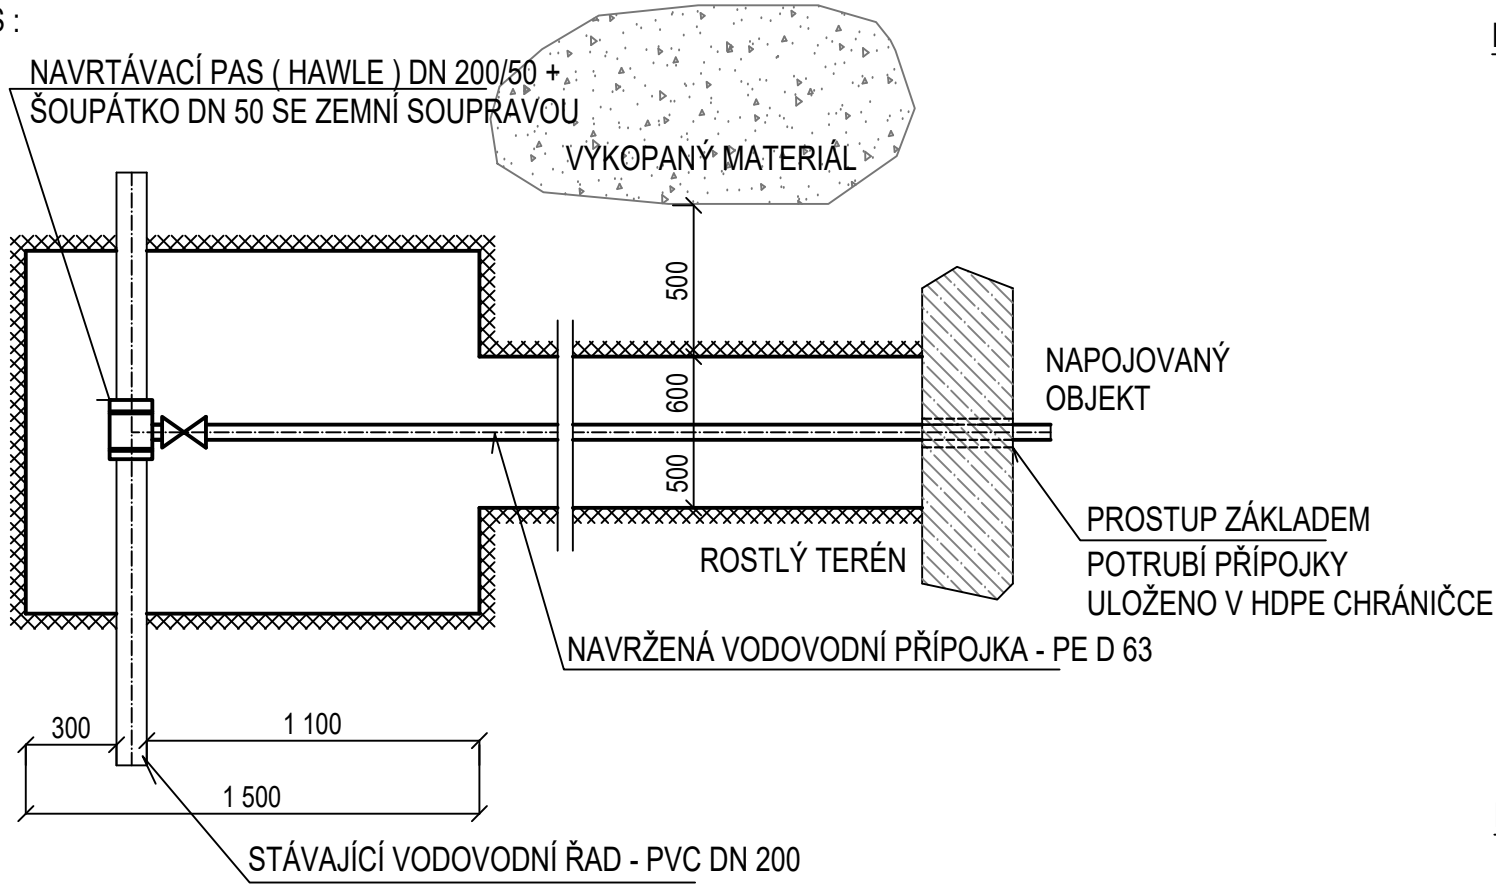 NAVRTÁVACÍ PAS ( HAWLE ) DN 200/50 +
ŠOUPÁTKO DN 50 SE ZEMNÍ SOUPRAVOU
VÝKOPANÝ MATERIÁL
500
600
500
NAPOJOVANÝ
OBJEKT
PROSTUP ZÁKLADEM
POTRUBÍ PŘÍPOJKY
ULOŽENO V HDPE CHRÁNIČCE
ROSTLÝ TERÉN
NAVRŽENÁ VODOVODNÍ PŘÍPOJKA - PE D 63
300
1 100
1 500
STÁVAJÍCÍ VODOVODNÍ ŘAD - PVC DN 200